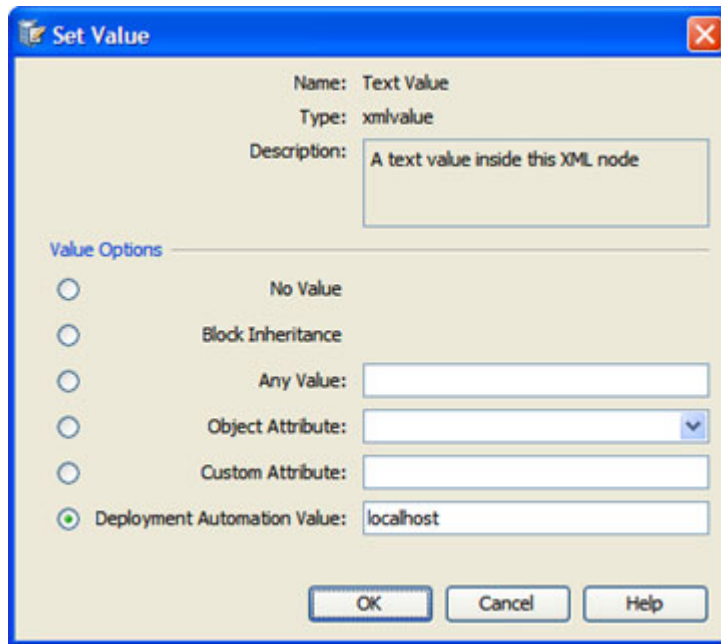 Set Value
Name: Text Value
Type: xmlvalue
Description: A text value inside this XML node
Value Options
No Value
Block Inheritance
Any Value:
Object Attribute:
Custom Attribute:
Deployment Automation Value: localhost
OK Cancel Help